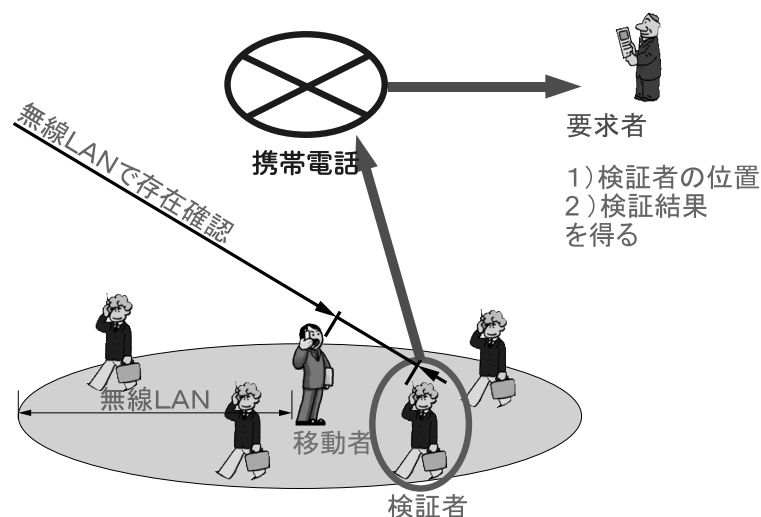 無線LANで存在確認
携帯電話
要求者
1)検証者の位置
2)検証結果
を得る
無線LAN
移動者
検証者